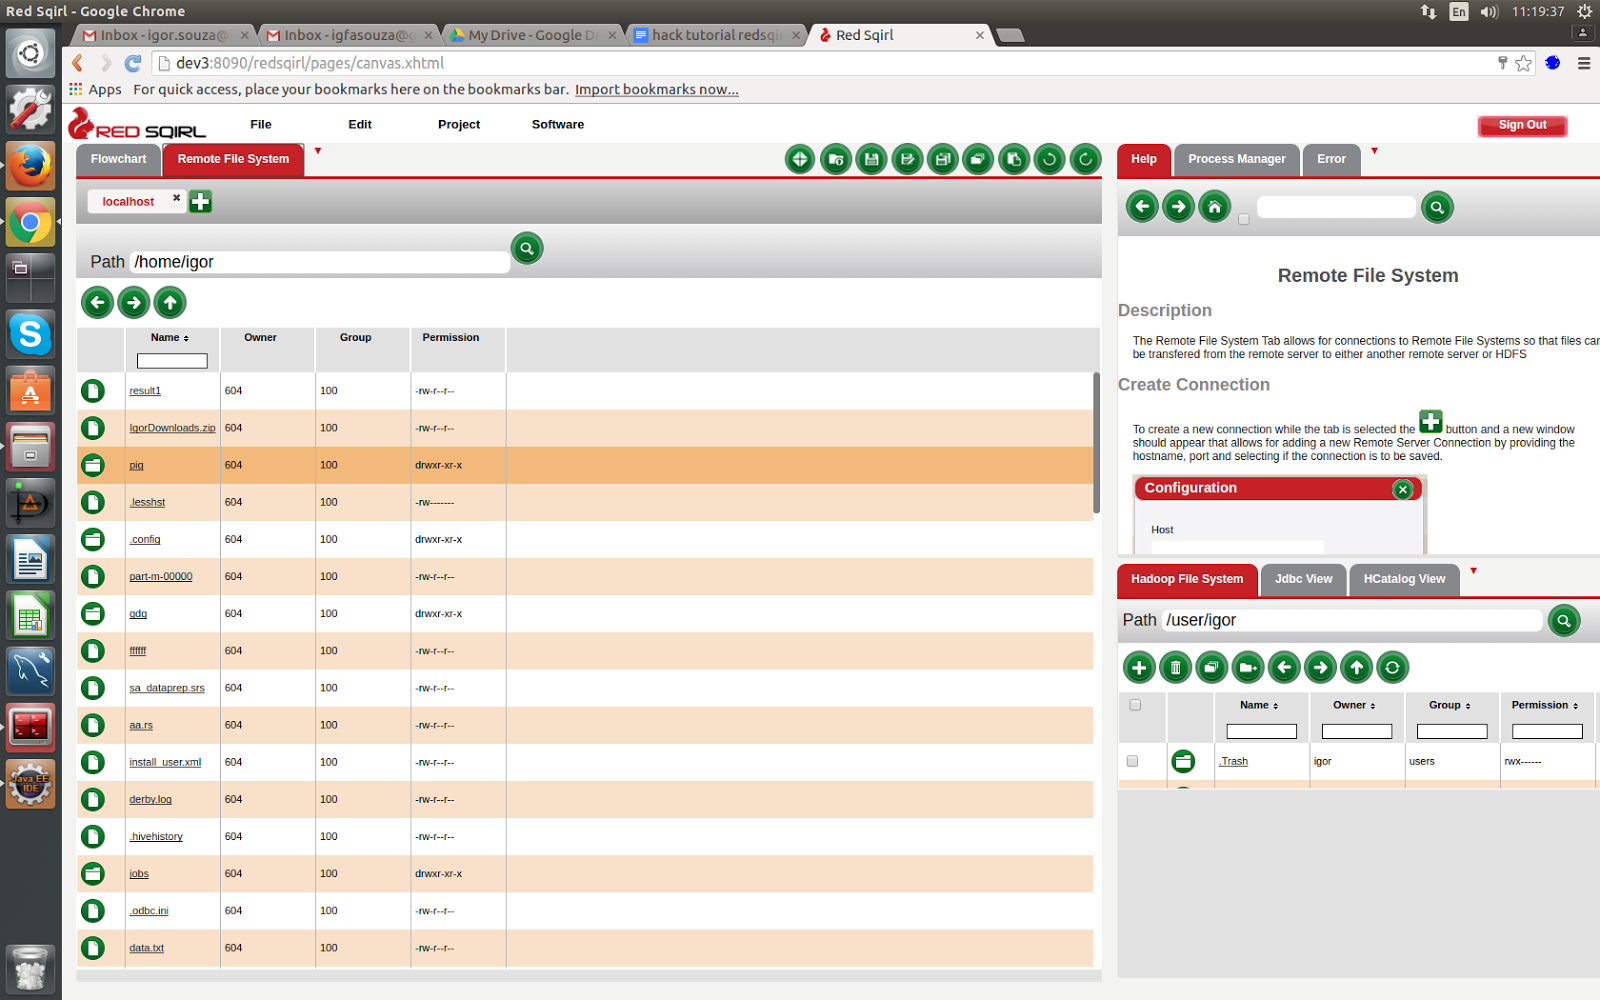 Red Sqirl - Google Chrome
En
11:19:37
Inbox - igor.souza@
Inbox - igfasouza@g
My Drive - Google D
hack tutorial redsqi
Red Sqirl
dev3:8090/redsqirl/pages/canvas.xhtml
Apps For quick access, place your bookmarks here on the bookmarks bar. Import bookmarks now...
RED SQIRL
File Edit Project Software
Sign Out
Flowchart Remote File System
localhost
Path /home/igor
Name Owner Group Permission
result1 604 100 -rw-r--r--
IgorDownloads.zip 604 100 -rw-r--r--
pig 604 100 drwxr-xr-x
.lesshst 604 100 -rw-------
.config 604 100 drwxr-xr-x
part-m-00000 604 100 -rw-r--r--
qdq 604 100 drwxr-xr-x
ffffff 604 100 -rw-r--r--
sa_dataprep.srs 604 100 -rw-r--r--
aa.rs 604 100 -rw-r--r--
install_user.xml 604 100 -rw-r--r--
derby.log 604 100 -rw-r--r--
.hivehistory 604 100 -rw-r--r--
jobs 604 100 drwxr-xr-x
.odbc.ini 604 100 -rw-r--r--
data.txt 604 100 -rw-r--r--
Help Process Manager Error
Remote File System
Description
The Remote File System Tab allows for connections to Remote File Systems so that files can
be transfered from the remote server to either another remote server or HDFS
Create Connection
To create a new connection while the tab is selected the button and a new window
should appear that allows for adding a new Remote Server Connection by providing the
hostname, port and selecting if the connection is to be saved.
Configuration
Host
Hadoop File System Jdbc View HCatalog View
Path /user/igor
Name Owner Group Permission
.Trash igor users rwx------
Java EE
IDE